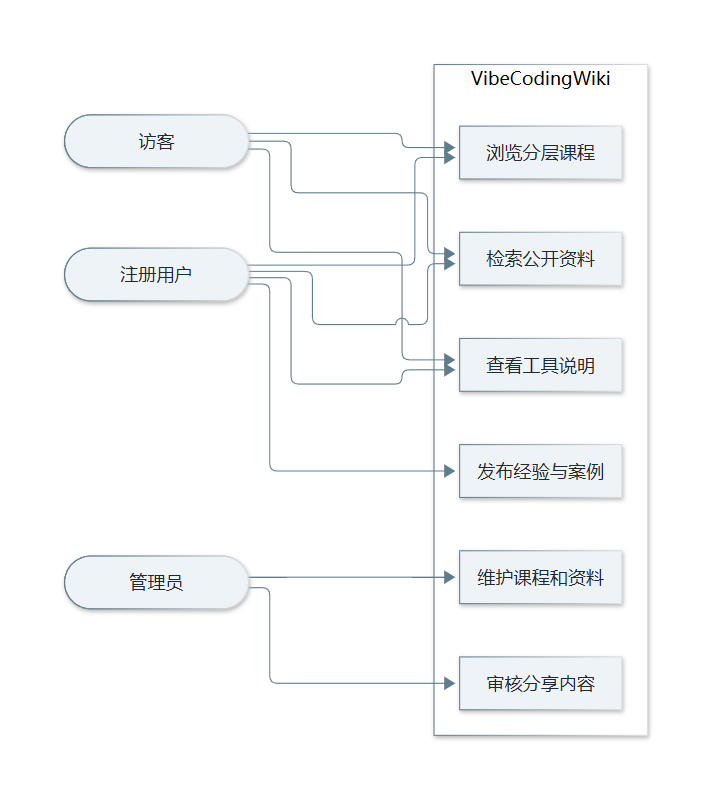 VibeCodingWiki
访客
浏览分层课程
注册用户
检索公开资料
查看工具说明
发布经验与案例
管理员
维护课程和资料
审核分享内容